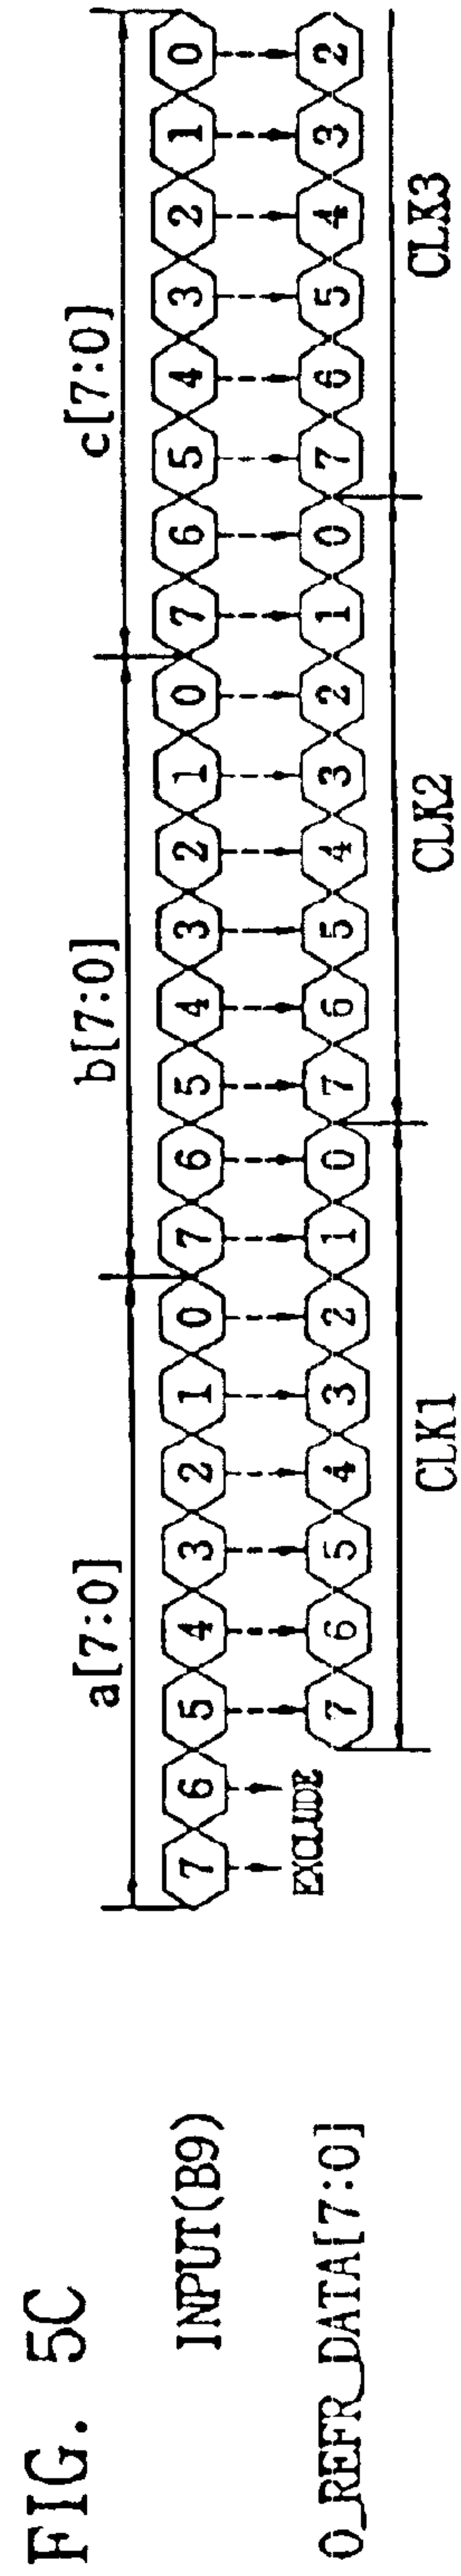 FIG. 5C
a[7:0] b[7:0] c[7:0]
INPUT(B9) 7 6 5 4 3 2 1 0 7 6 5 4 3 2 1 0 7 6 5 4 3 2 1 0
EXCLUDE
O_REFR_DATA[7:0] 7 6 5 4 3 2 1 0 7 6 5 4 3 2 1 0 7 6 5 4 3 2
CLK1 CLK2 CLK3